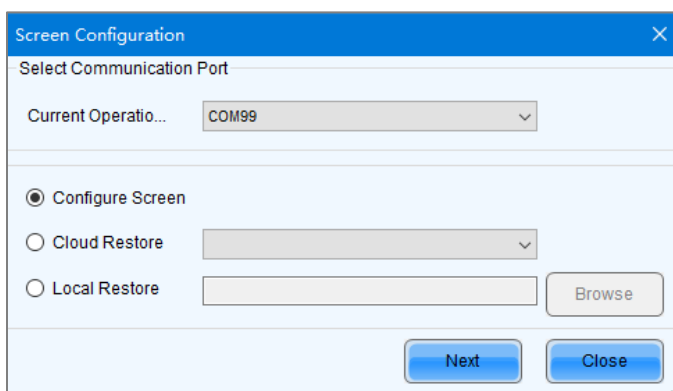 Screen Configuration
Select Communication Port
Current Operatio... COM99
Configure Screen
Cloud Restore
Local Restore Browse
Next Close